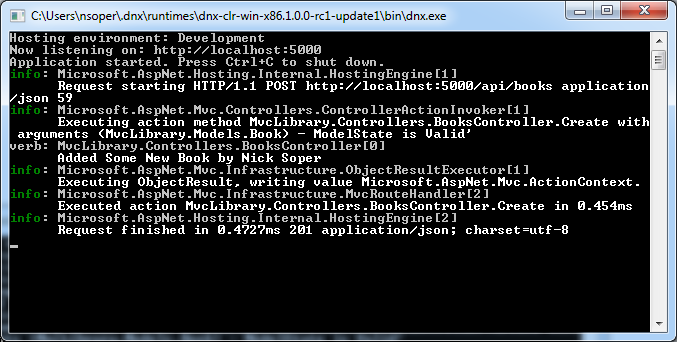 C:\Users\nsoper\.dnx\runtimes\dnx-clr-win-x86.1.0.0-rc1-update1\bin\dnx.exe
Hosting environment: Development
Now listening on: http://localhost:5000
Application started. Press Ctrl+C to shut down.
info: Microsoft.AspNet.Hosting.Internal.HostingEngine[1]
Request starting HTTP/1.1 POST http://localhost:5000/api/books application
/json 59
info: Microsoft.AspNet.Mvc.Controllers.ControllerActionInvoker[1]
Executing action method MvcLibrary.Controllers.BooksController.Create with
arguments (MvcLibrary.Models.Book) - ModelState is Valid'
verb: MvcLibrary.Controllers.BooksController[0]
Added Some New Book by Nick Soper
info: Microsoft.AspNet.Mvc.Infrastructure.ObjectResultExecutor[1]
Executing ObjectResult, writing value Microsoft.AspNet.Mvc.ActionContext.
info: Microsoft.AspNet.Mvc.Infrastructure.MvcRouteHandler[2]
Executed action MvcLibrary.Controllers.BooksController.Create in 0.454ms
info: Microsoft.AspNet.Hosting.Internal.HostingEngine[2]
Request finished in 0.4727ms 201 application/json; charset=utf-8